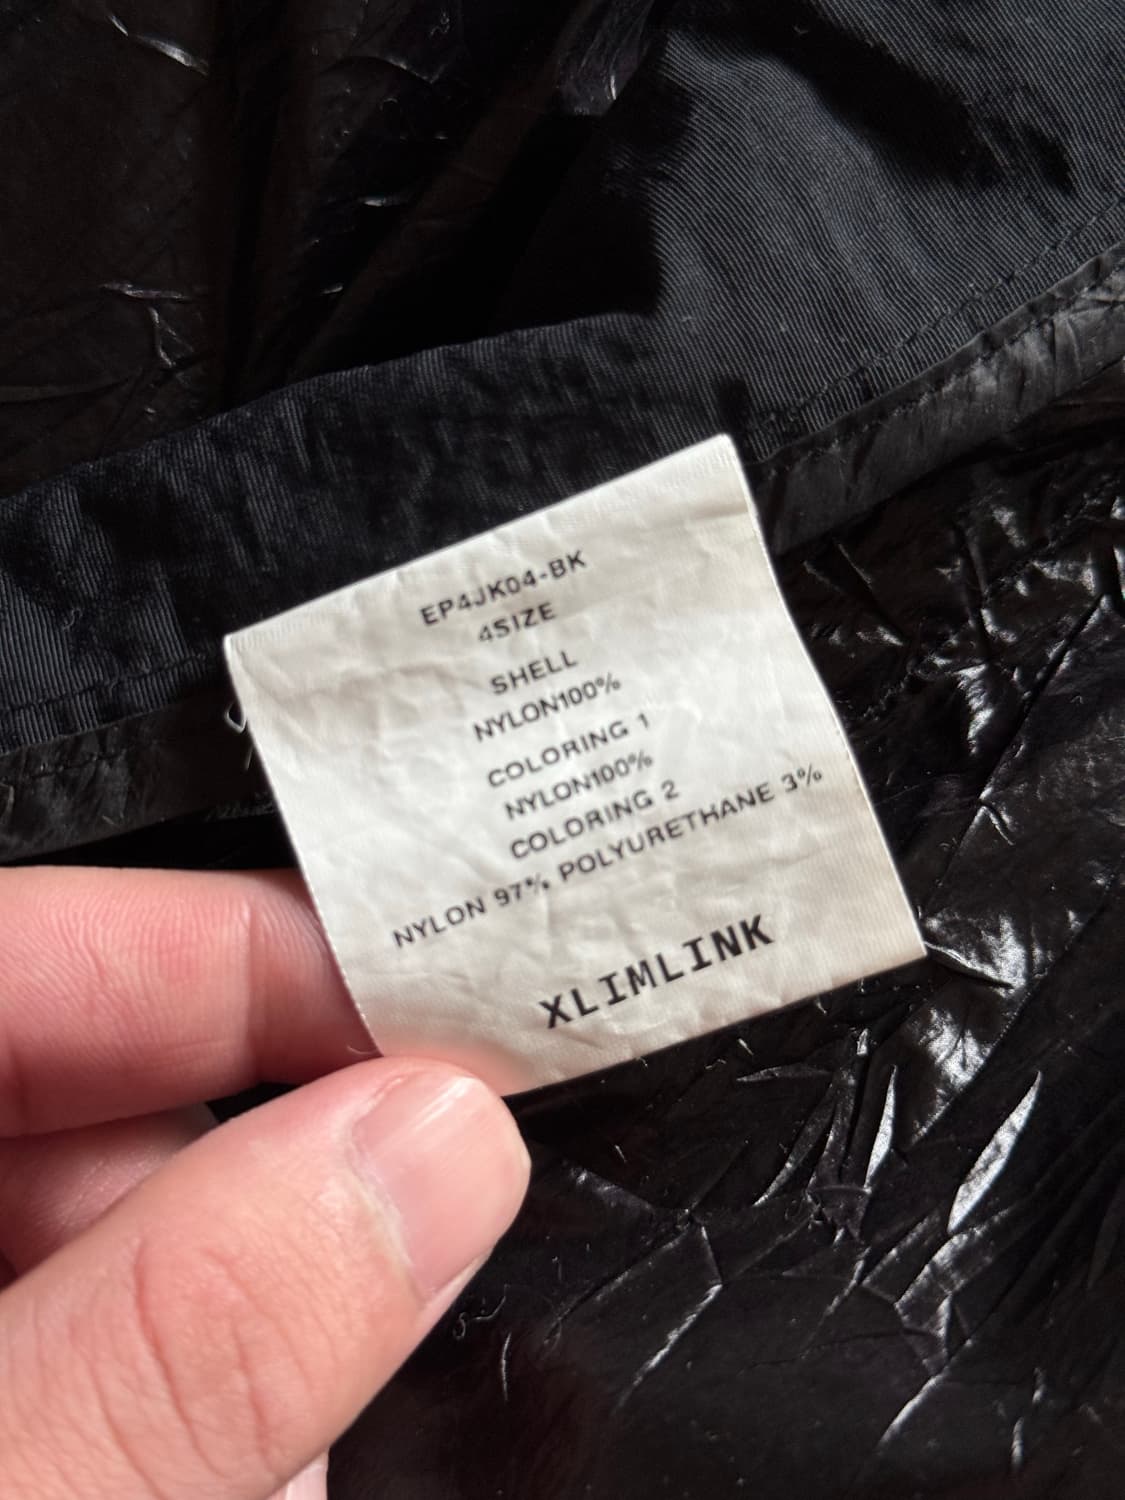 EP4JK04-BK
4SIZE
SHELL
NYLON100%
COLORING 1
NYLON100%
COLORING 2
NYLON 97% POLYURETHANE 3%
XLIMLINK